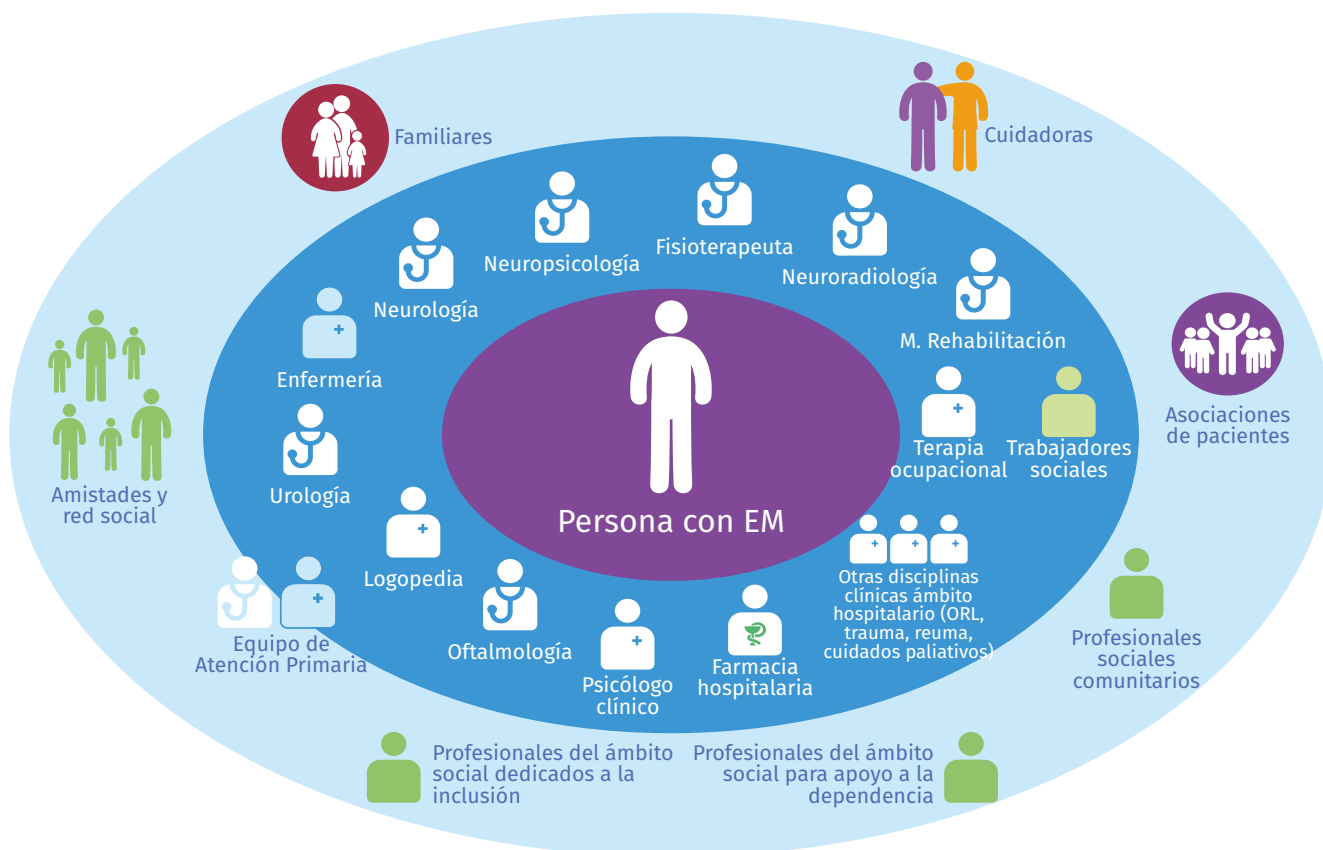 Familiares
Cuidadoras
Fisioterapeuta
Neuropsicología
Neuroradiología
Neurología
M. Rehabilitación
Enfermería
Asociaciones
de pacientes
Terapia
ocupacional
Trabajadores
sociales
Urología
Amistades y
red social
Persona con EM
Logopedia
Otras disciplinas
clínicas ámbito
hospitalario (ORL,
trauma, reuma,
cuidados paliativos)
Equipo de
Atención Primaria
Oftalmología
Psicólogo
clínico
Farmacia
hospitalaria
Profesionales
sociales
comunitarios
Profesionales del ámbito
social dedicados a la
inclusión
Profesionales del ámbito
social para apoyo a la
dependencia